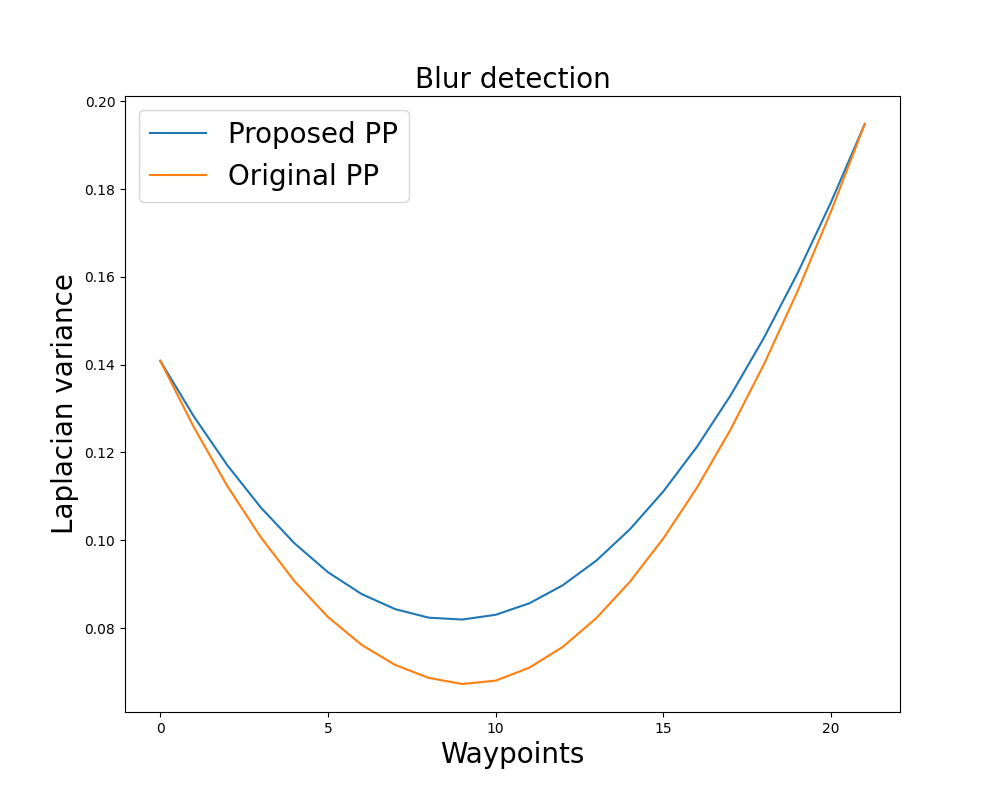 Blur detection
Proposed PP
Original PP
Laplacian variance
0.20
0.18
0.16
0.14
0.12
0.10
0.08
0
5
10
15
20
Waypoints